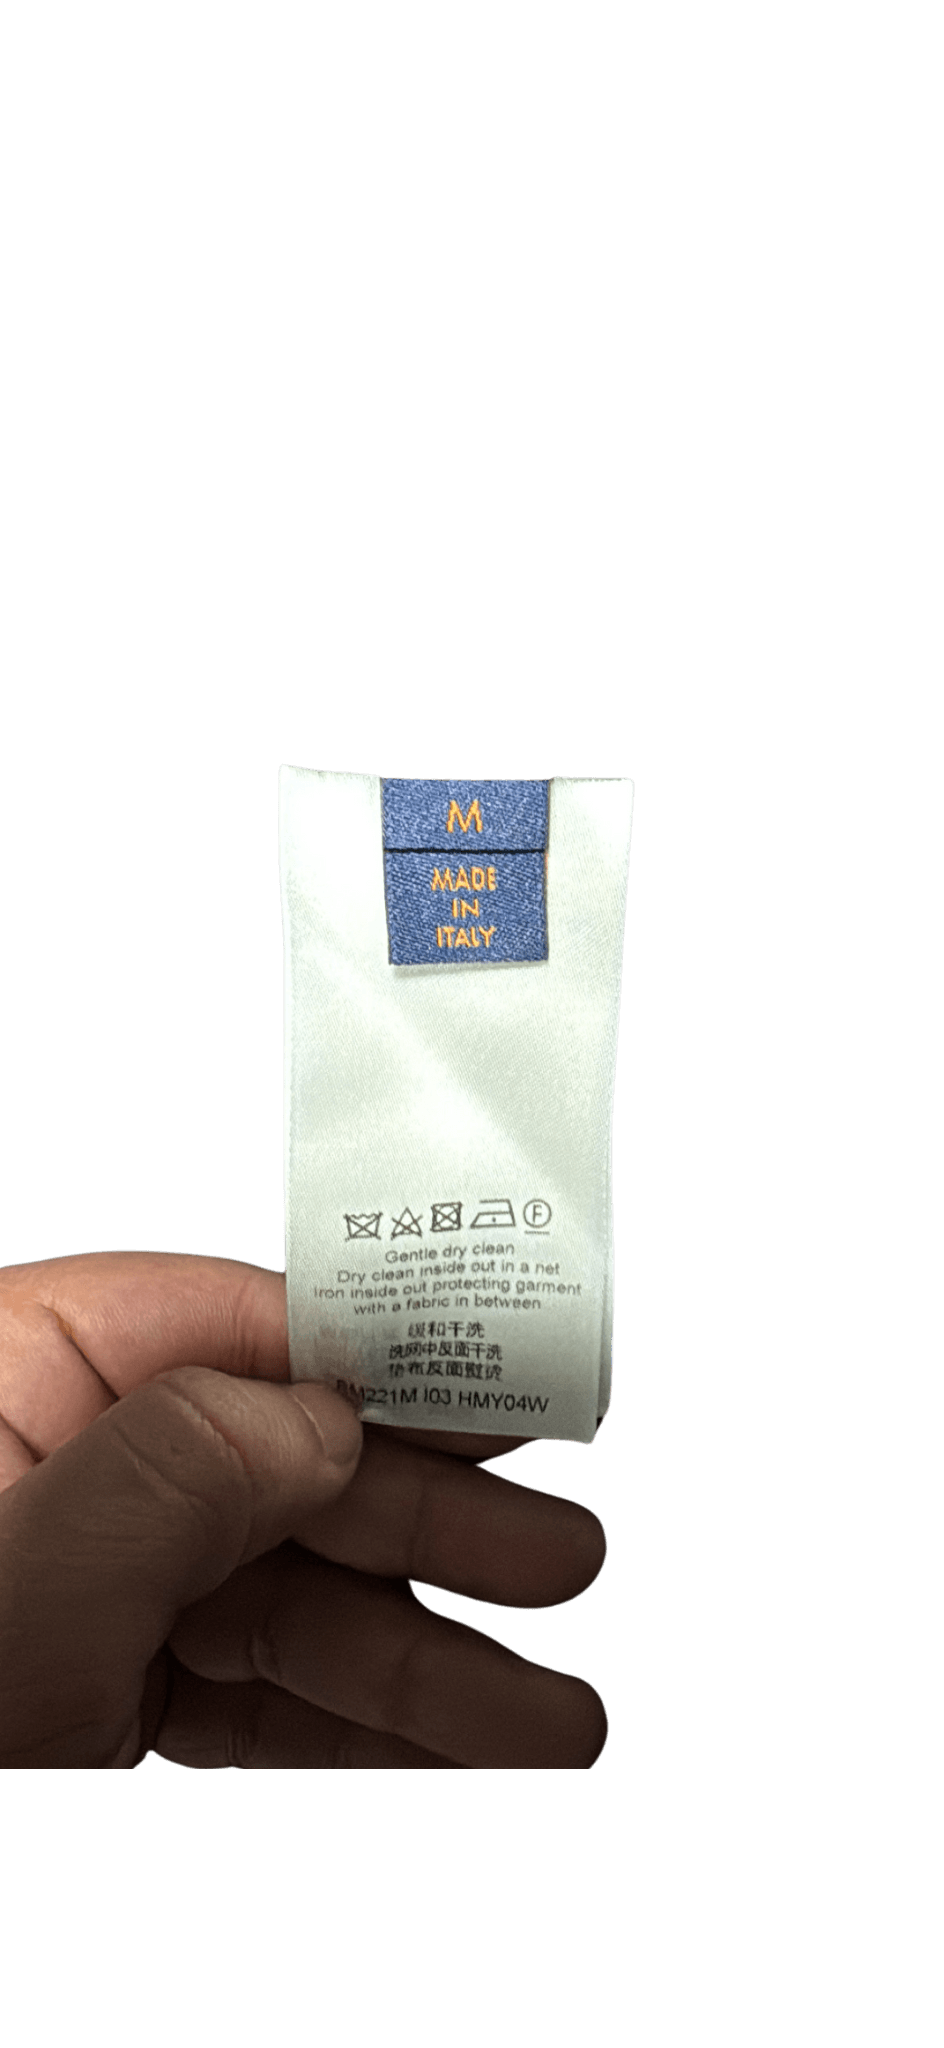 M
MADE
IN
ITALY
F
Gentle dry clean
Dry clean inside out in a net
Iron inside out protecting garment
with a fabric in between
缓和干洗
洗网中反面干洗
垫布反面熨烫
RM221M I03 HMY04W